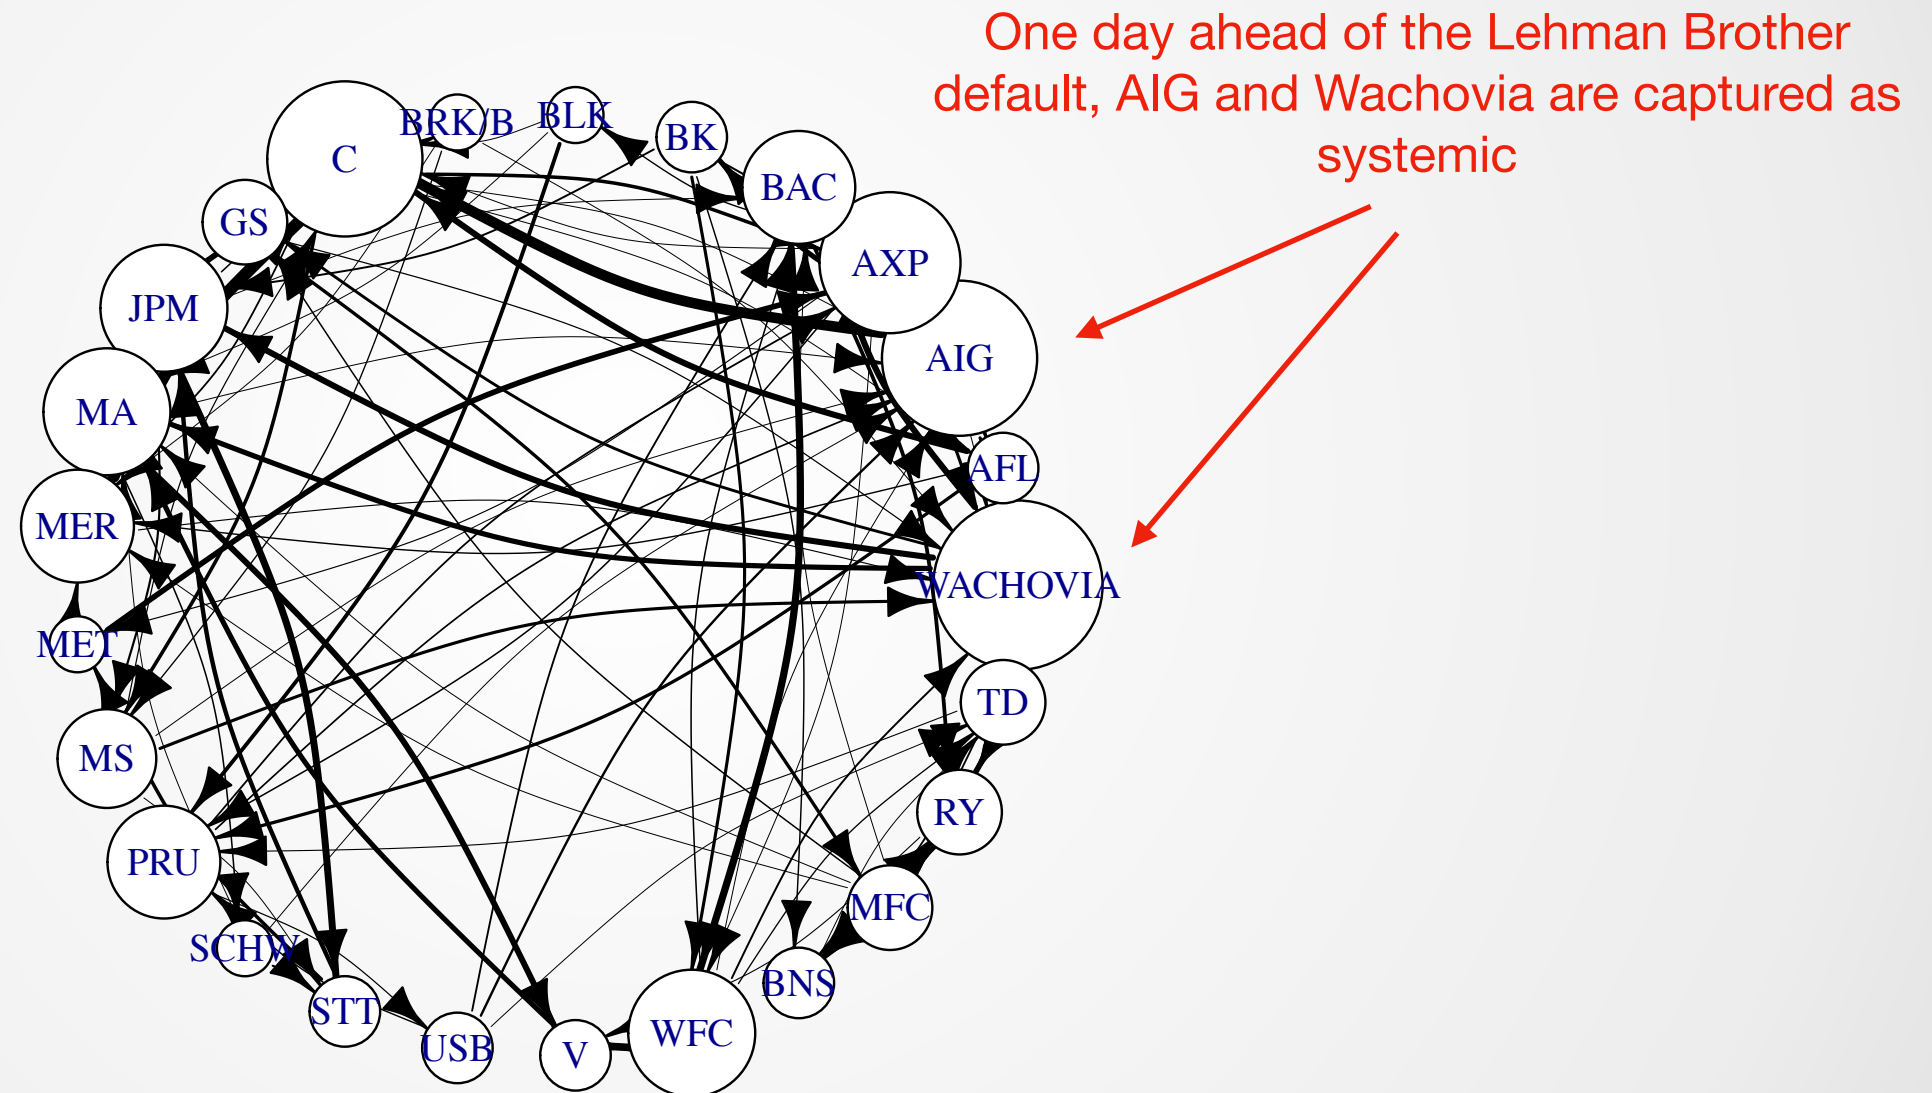 One day ahead of the Lehman Brother
default, AIG and Wachovia are captured as
systemic
BRK/B
BLK
BK
C
BAC
GS
AXP
JPM
AIG
MA
AFL
MER
WACHOVIA
MET
TD
MS
RY
PRU
MFC
SCHW
BNS
STT
WFC
USB
V